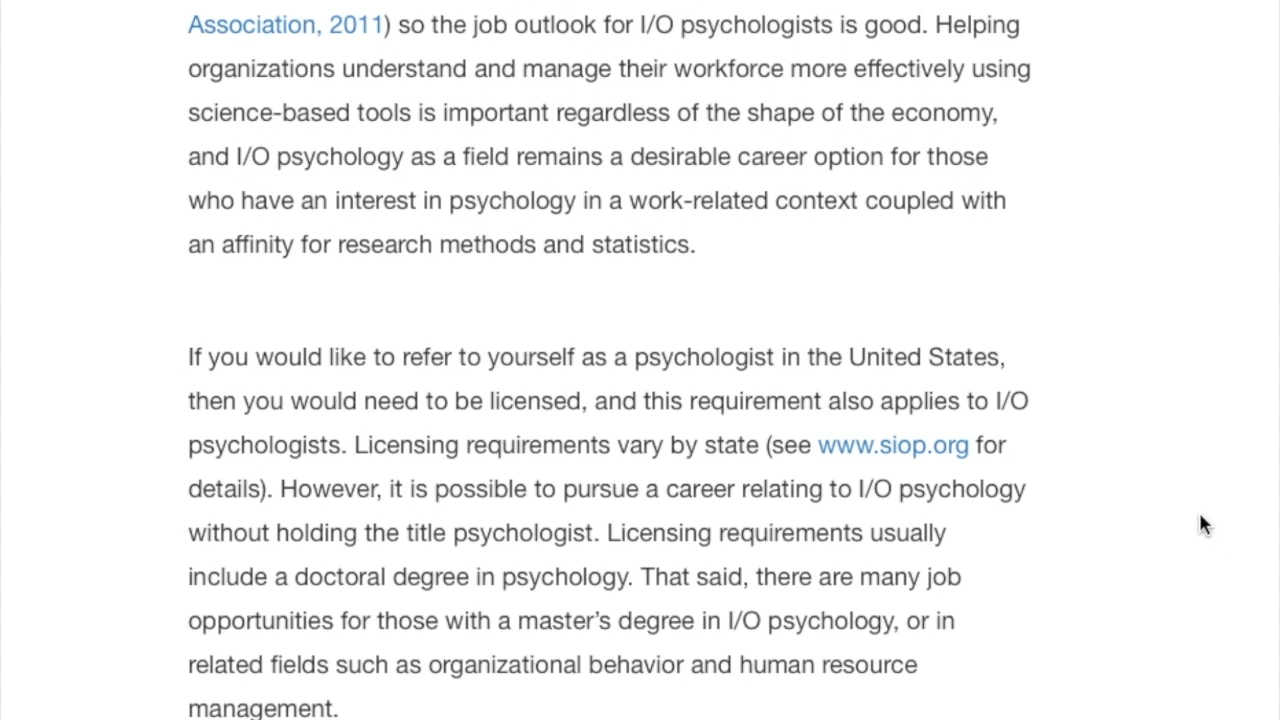 Association, 2011) so the job outlook for I/O psychologists is good. Helping
organizations understand and manage their workforce more effectively using
science-based tools is important regardless of the shape of the economy,
and I/O psychology as a field remains a desirable career option for those
who have an interest in psychology in a work-related context coupled with
an affinity for research methods and statistics.
If you would like to refer to yourself as a psychologist in the United States,
then you would need to be licensed, and this requirement also applies to I/O
psychologists. Licensing requirements vary by state (see www.siop.org for
details). However, it is possible to pursue a career relating to I/O psychology
without holding the title psychologist. Licensing requirements usually
include a doctoral degree in psychology. That said, there are many job
opportunities for those with a master’s degree in I/O psychology, or in
related fields such as organizational behavior and human resource
management.